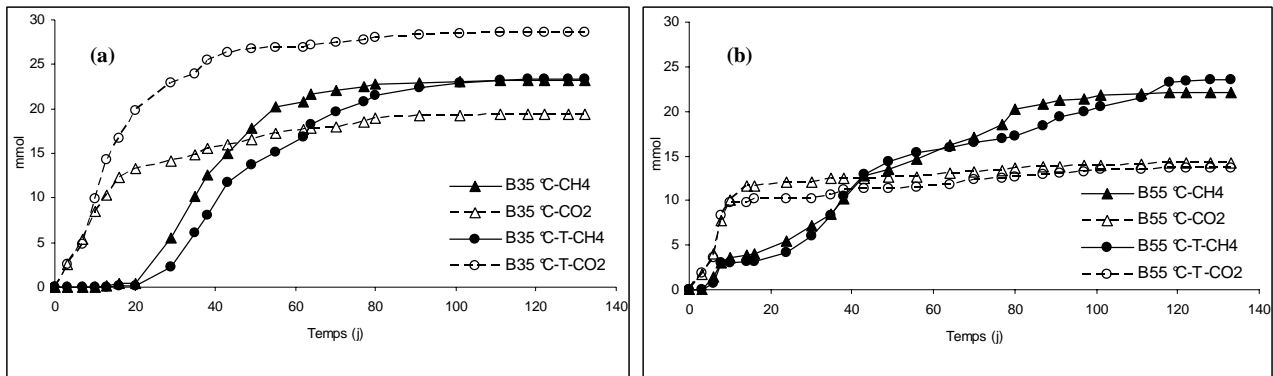 (a)
30
25
20
15
10
5
0
mmol
0 20 40 60 80 100 120 140
Temps (j)
B35 °C-CH4
B35 °C-CO2
B35 °C-T-CH4
B35 °C-T-CO2
(b)
30
25
20
15
10
5
0
mmol
0 20 40 60 80 100 120 140
Temps (j)
B55 °C-CH4
B55 °C-CO2
B55 °C-T-CH4
B55 °C-T-CO2